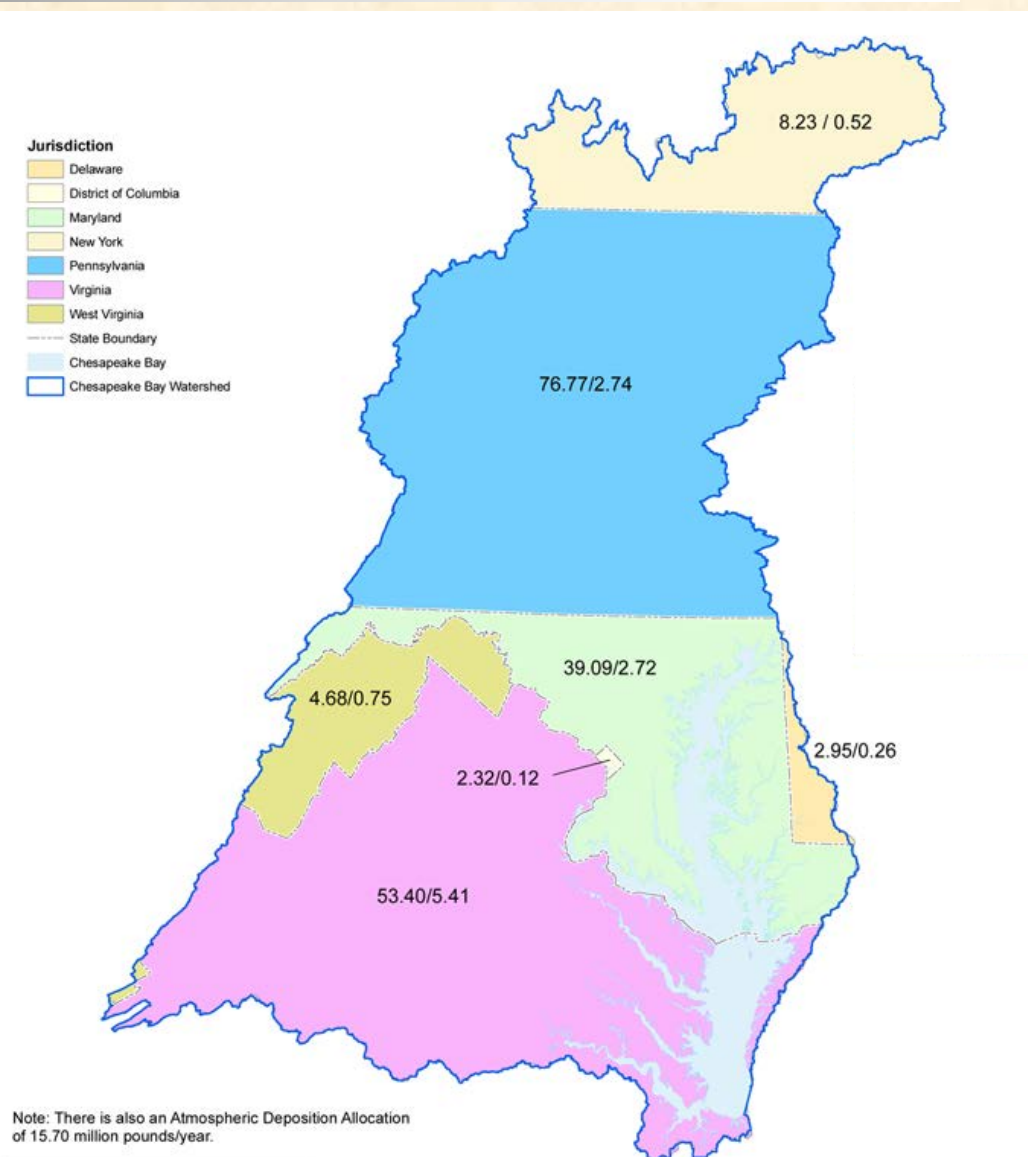 Jurisdiction
Delaware
District of Columbia
Maryland
New York
Pennsylvania
Virginia
West Virginia
State Boundary
Chesapeake Bay
Chesapeake Bay Watershed
8.23 / 0.52
76.77/2.74
39.09/2.72
4.68/0.75
2.95/0.26
2.32/0.12
53.40/5.41
Note: There is also an Atmospheric Deposition Allocation
of 15.70 million pounds/year.